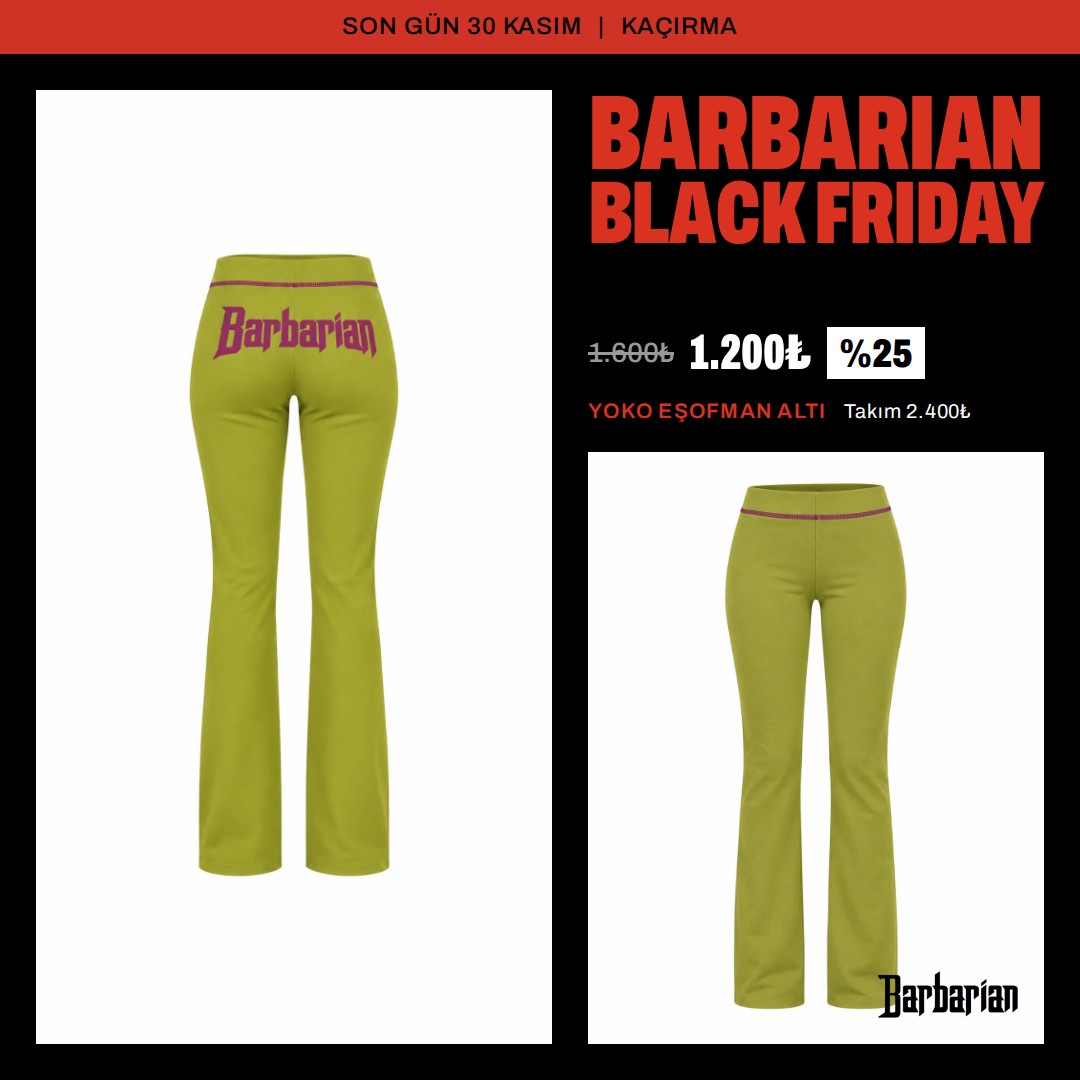 SON GÜN 30 KASIM | KAÇIRMA
BARBARIAN
BLACK FRIDAY
1.600₺ 1.200₺ %25
YOKO EŞOFMAN ALTI Takım 2.400₺
Barbarian
Barbarian